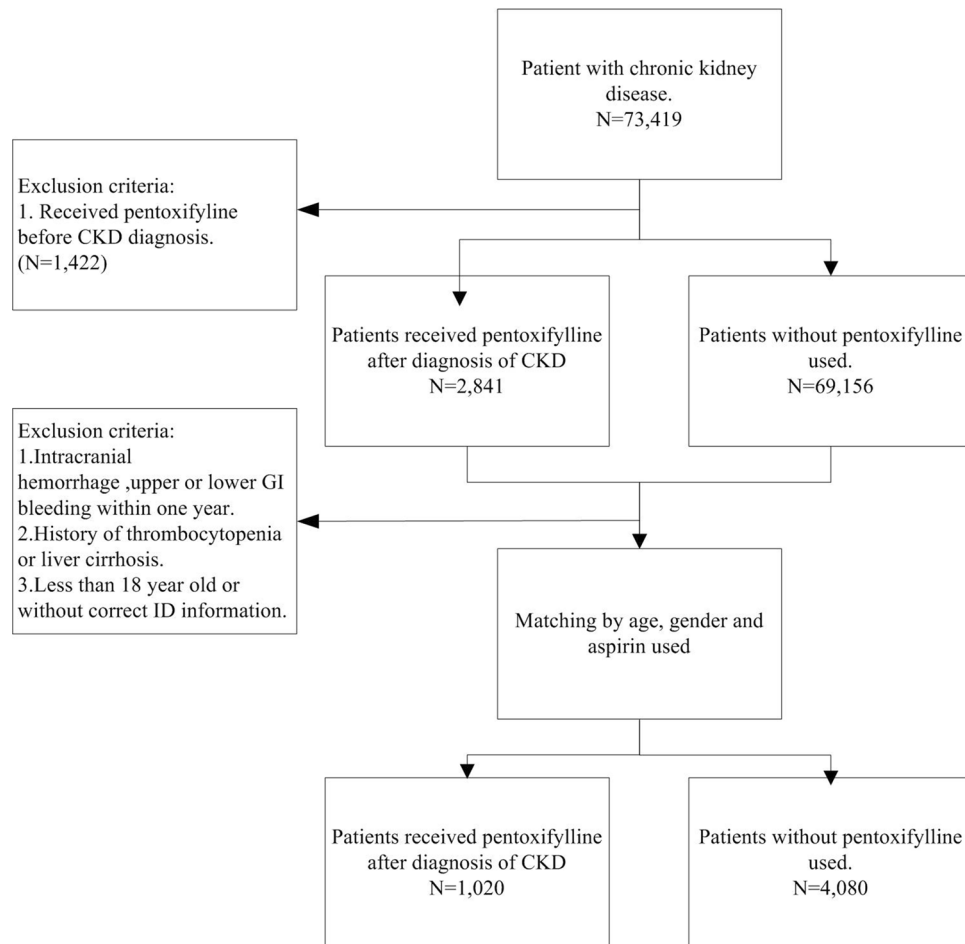 Patient with chronic kidney
disease.
N=73,419
Exclusion criteria:
1. Received pentoxifyline
before CKD diagnosis.
(N=1,422)
Patients received pentoxifylline
after diagnosis of CKD
N=2,841
Patients without pentoxifylline
used.
N=69,156
Exclusion criteria:
1.Intracranial
hemorrhage ,upper or lower GI
bleeding within one year.
2.History of thrombocytopenia
or liver cirrhosis.
3.Less than 18 year old or
without correct ID information.
Matching by age, gender and
aspirin used
Patients received pentoxifylline
after diagnosis of CKD
N=1,020
Patients without pentoxifylline
used.
N=4,080